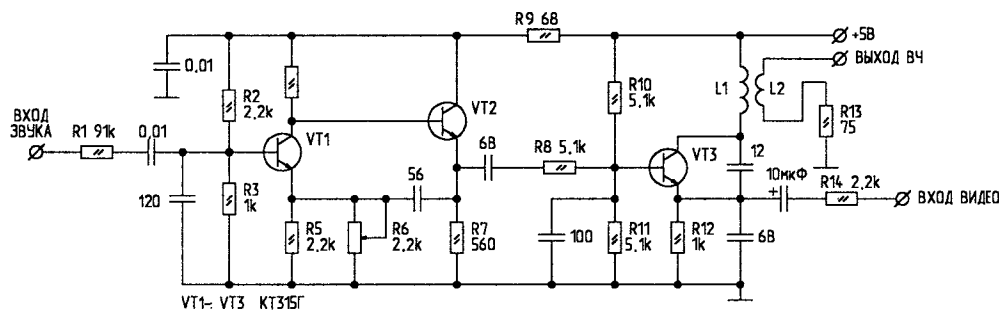 R9 68
+5В
ВЫХОД ВЧ
0,01
R2
2,2k
VT2
R10
5,1k
L1
L2
R13
75
ВХОД
ЗВУКА
R1 91k
0,01
VT1
68
R8 5,1k
VT3
12
10мкФ
+
R14 2,2k
ВХОД ВИДЕО
120
R3
1k
56
R5
2,2k
R6
2,2k
R7
560
100
R11
5,1k
R12
1k
68
VT1-: VT3 КТ315Г